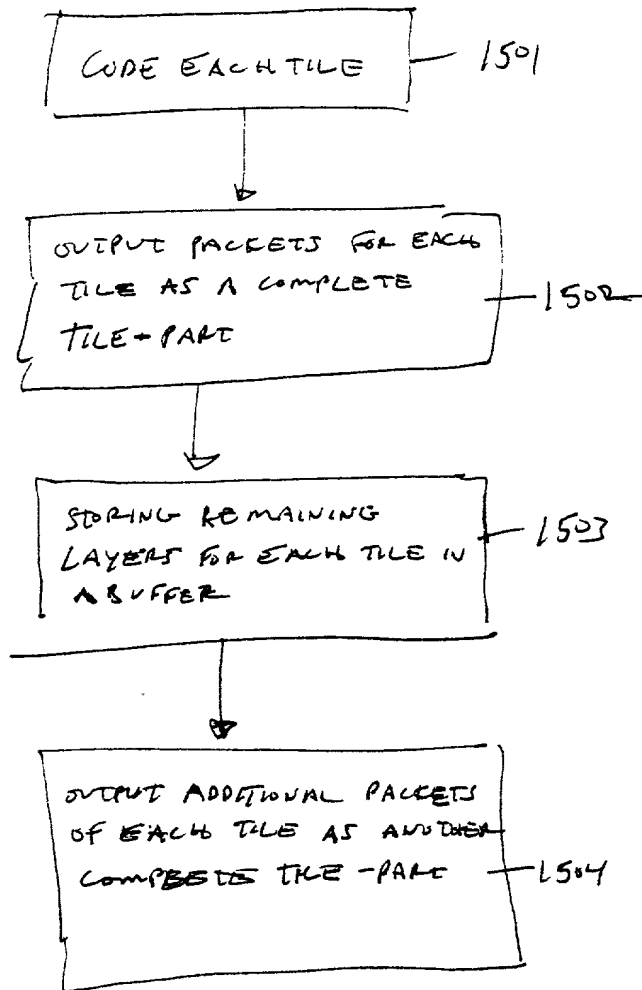 CODE EACH TILE
1501
OUTPUT PACKETS FOR EACH
TILE AS A COMPLETE
TILE-PART
1502
STORING REMAINING
LAYERS FOR EACH TILE IN
A BUFFER
1503
OUTPUT ADDITIONAL PACKETS
OF EACH TILE AS ANOTHER
COMPLETE TILE-PART
1504